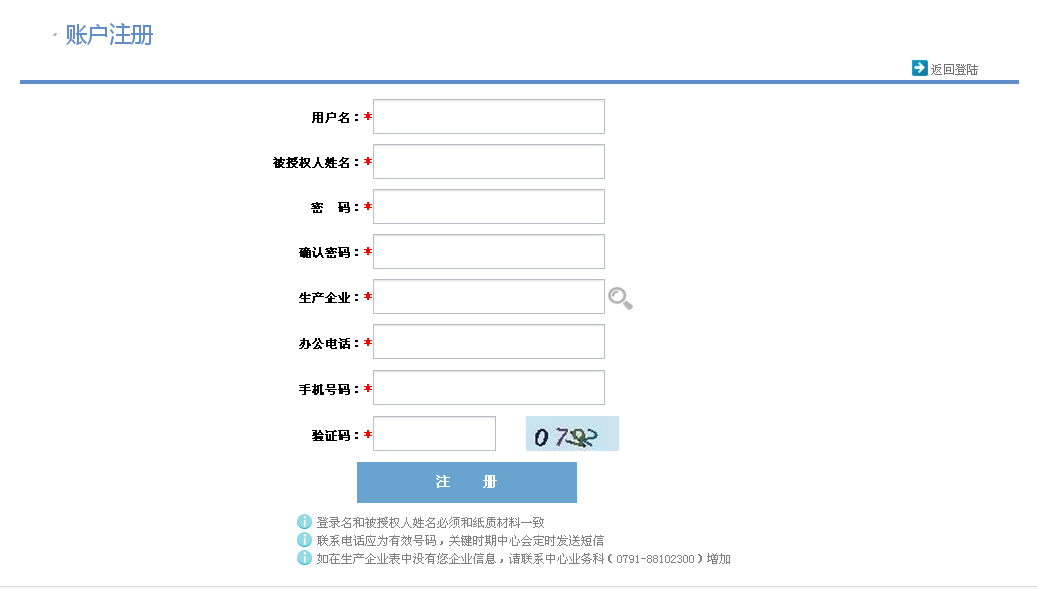 · 账户注册
返回登陆
用户名：*
被授权人姓名：*
密　码：*
确认密码：*
生产企业：*
办公电话：*
手机号码：*
验证码：*
注　册
登录名和被授权人姓名必须和纸质材料一致
联系电话应为有效号码，关键时期中心会定时发送短信
如在生产企业表中没有您企业信息，请联系中心业务科（0791-88102300）增加